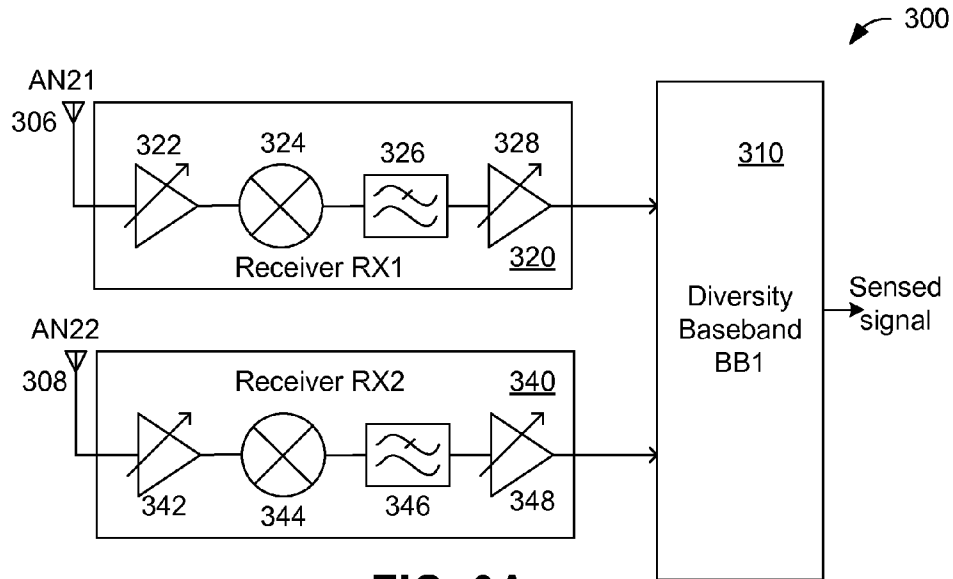 300
AN21
306
322
324
326
328
310
Receiver RX1
320
Diversity
Baseband
BB1
Sensed
signal
AN22
308
Receiver RX2
340
342
344
346
348
FIG.